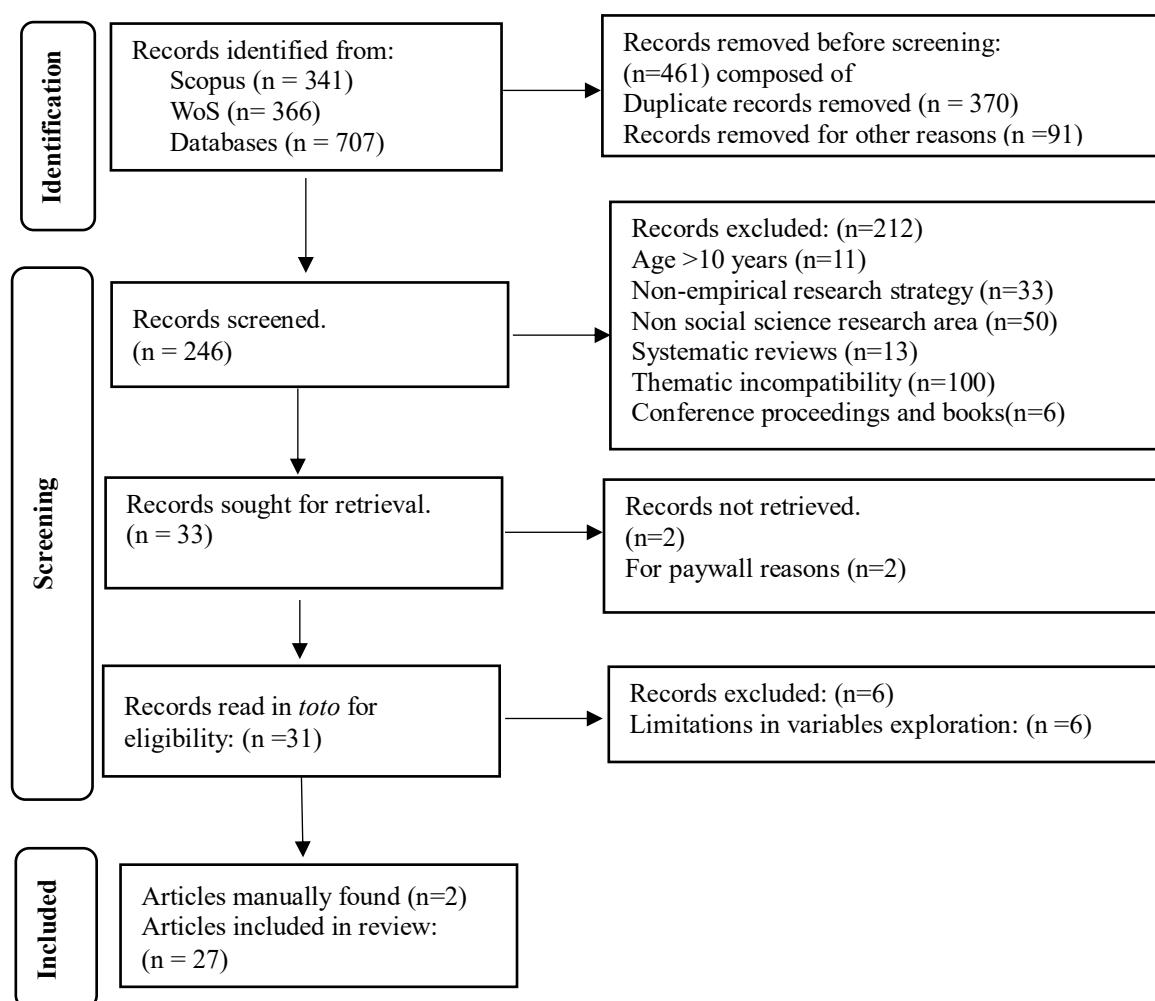 Identification
Records identified from:
Scopus (n = 341)
WoS (n= 366)
Databases (n = 707)
Records removed before screening:
(n=461) composed of
Duplicate records removed (n = 370)
Records removed for other reasons (n =91)
Screening
Records screened.
(n = 246)
Records excluded: (n=212)
Age >10 years (n=11)
Non-empirical research strategy (n=33)
Non social science research area (n=50)
Systematic reviews (n=13)
Thematic incompatibility (n=100)
Conference proceedings and books(n=6)
Records sought for retrieval.
(n = 33)
Records not retrieved.
(n=2)
For paywall reasons (n=2)
Records read in toto for
eligibility: (n =31)
Records excluded: (n=6)
Limitations in variables exploration: (n =6)
Included
Articles manually found (n=2)
Articles included in review:
(n = 27)